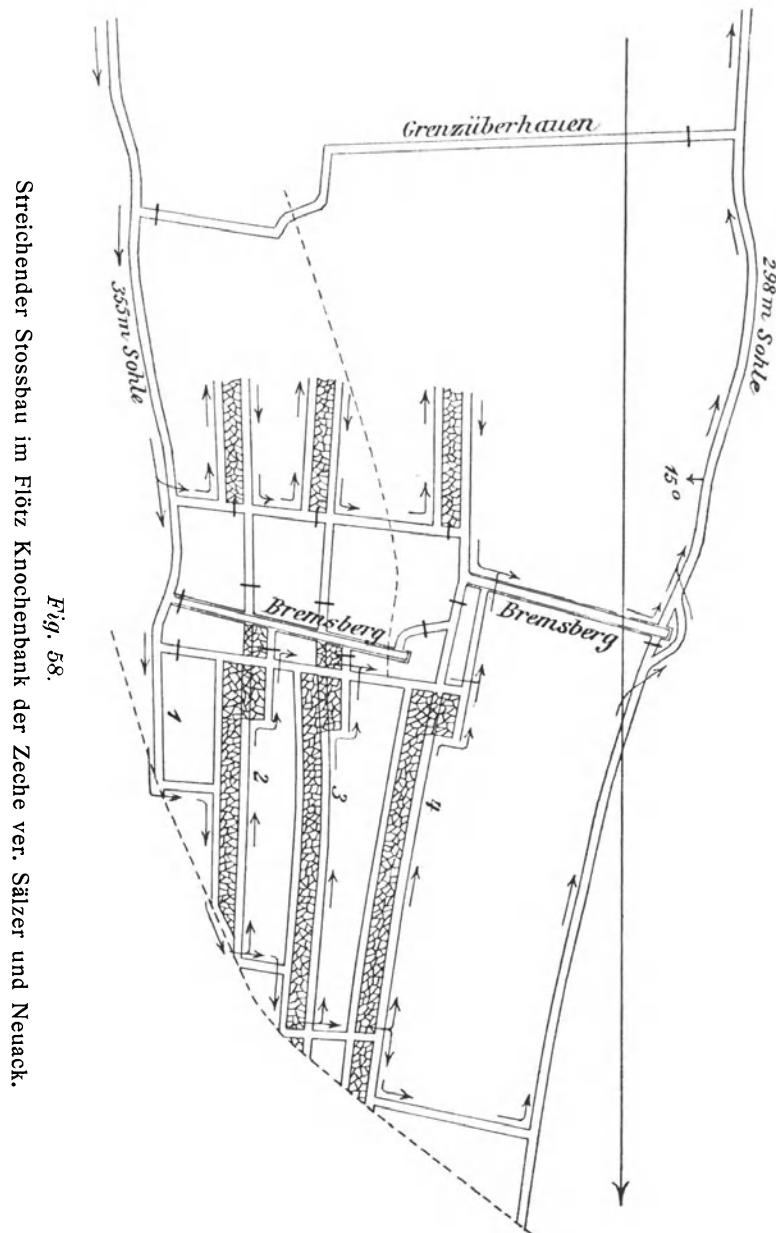 Grenzüberhauen
298 m Sohle
355 m Sohle
15°
Bremsberg
Bremsberg
1
2
3
4
Fig. 58.
Streichender Stossbau im Flötz Knochenbank der Zeche ver. Sälzer und Neuack.